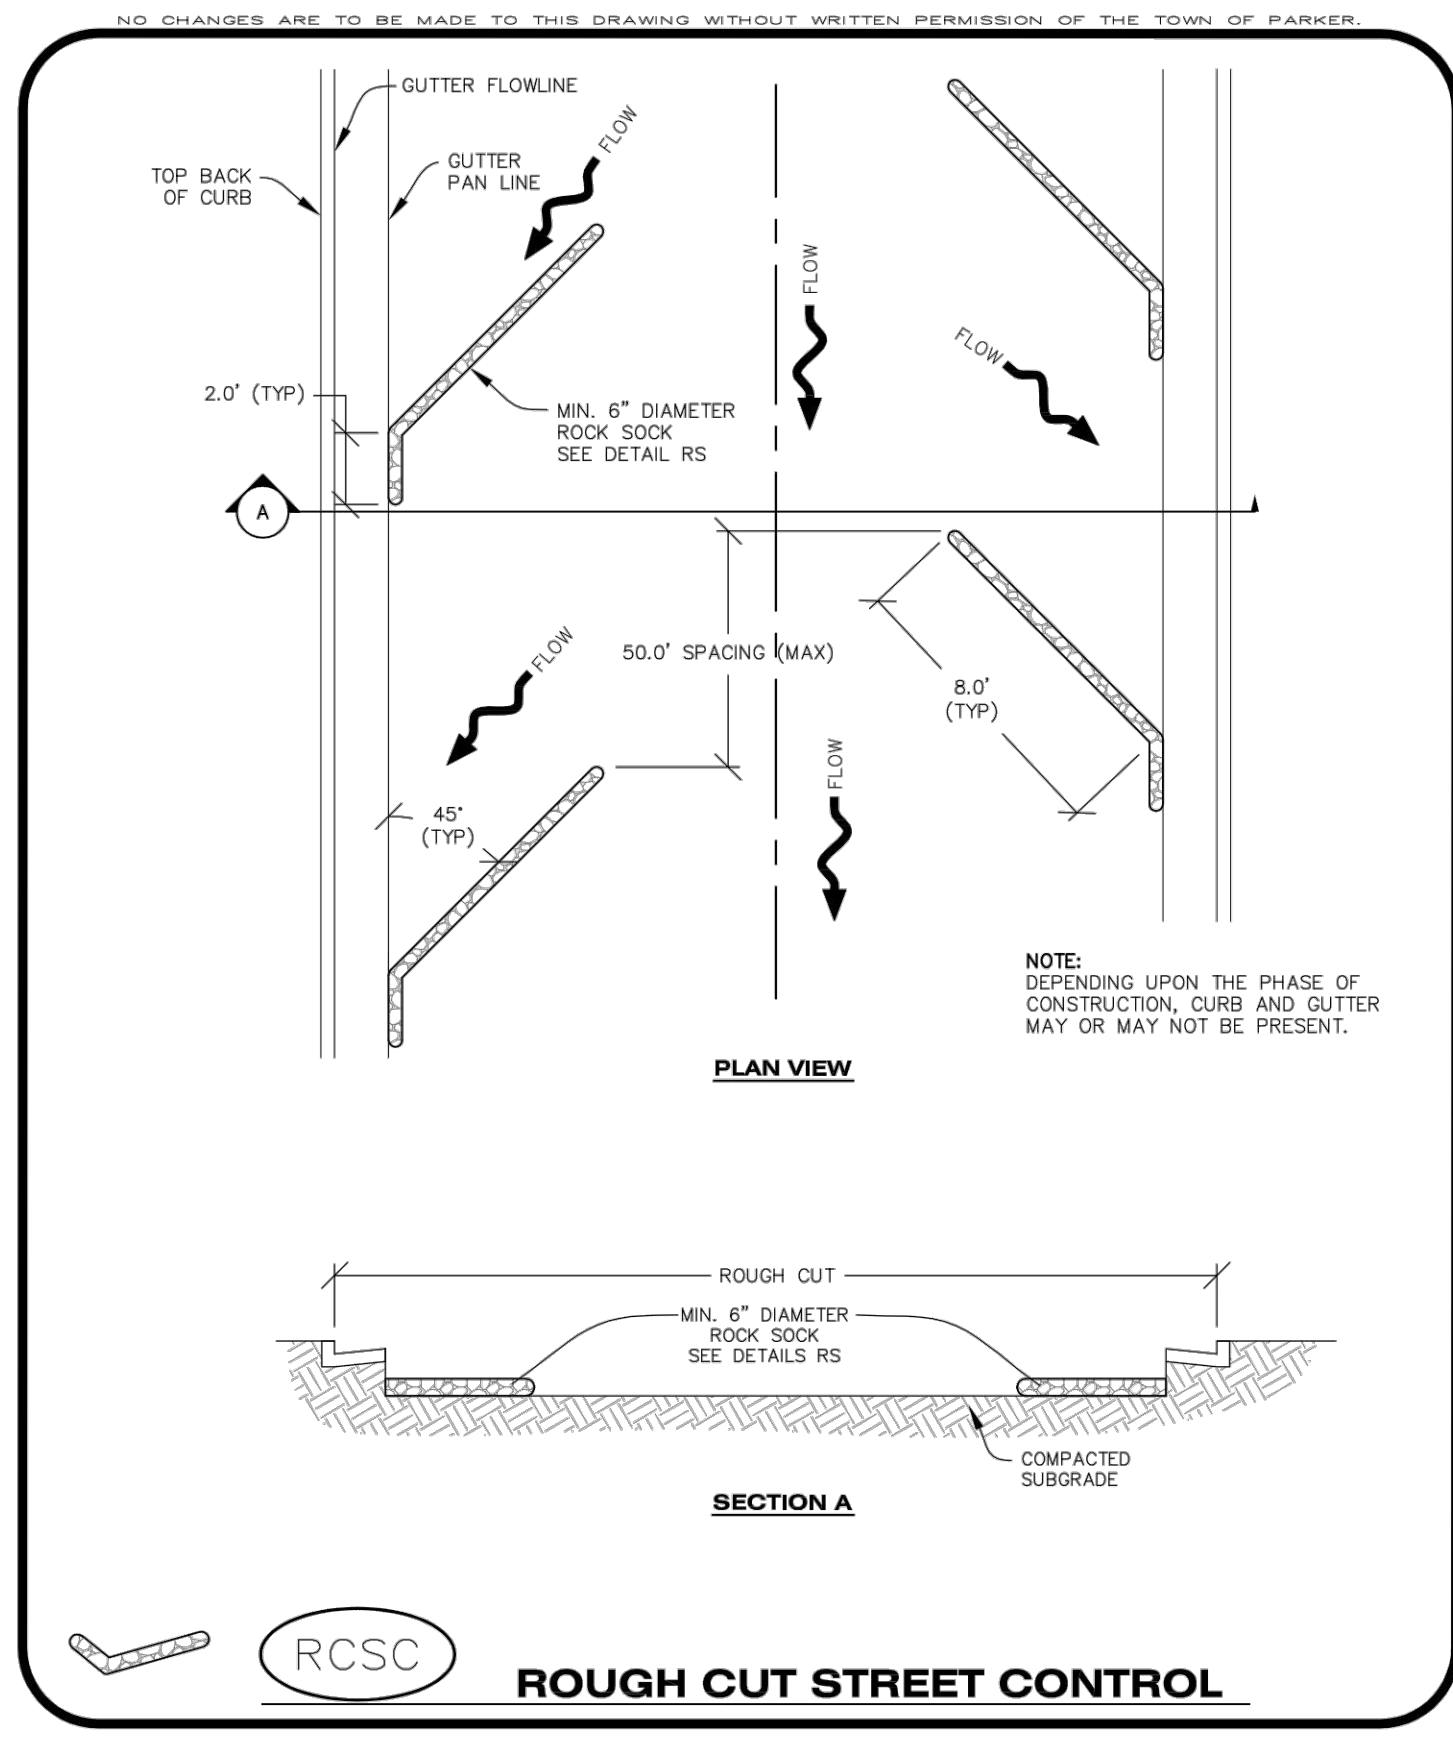 NO CHANGES ARE TO BE MADE TO THIS DRAWING WITHOUT WRITTEN PERMISSION OF THE TOWN OF PARKER.
GUTTER FLOWLINE
FLOW
GUTTER
PAN LINE
TOP BACK
OF CURB
FLOW
FLOW
2.0' (TYP)
MIN. 6" DIAMETER
ROCK SOCK
SEE DETAIL RS
A
FLOW
50.0' SPACING (MAX)
8.0'
(TYP)
FLOW
45°
(TYP)
NOTE:
DEPENDING UPON THE PHASE OF
CONSTRUCTION, CURB AND GUTTER
MAY OR MAY NOT BE PRESENT.
PLAN VIEW
ROUGH CUT
MIN. 6" DIAMETER
ROCK SOCK
SEE DETAILS RS
COMPACTED
SUBGRADE
SECTION A
RCSC
ROUGH CUT STREET CONTROL